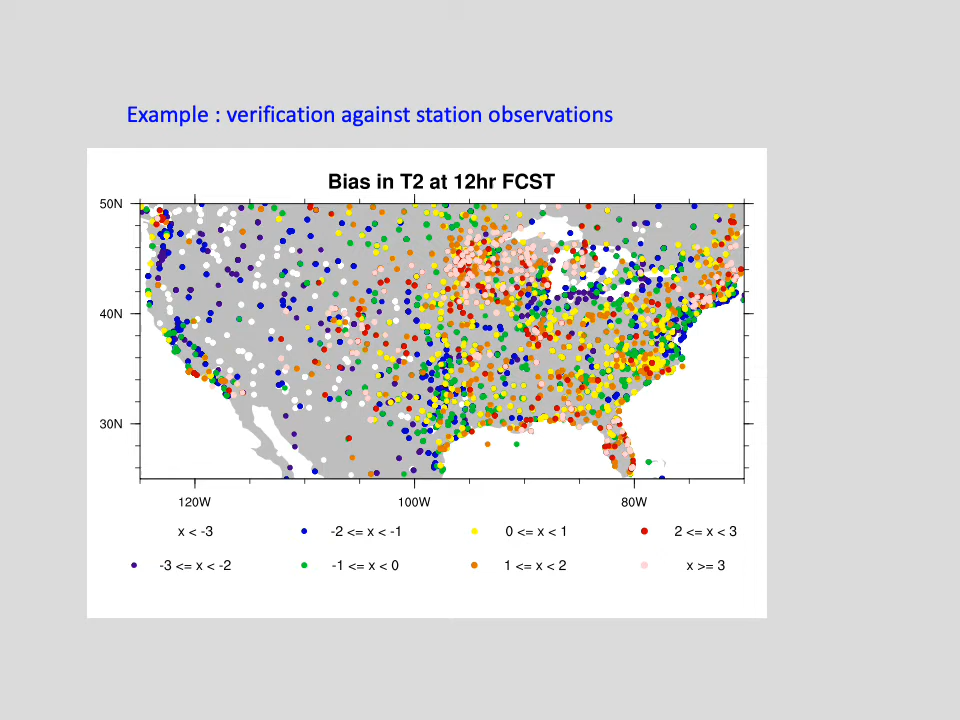 Example : verification against station observations
Bias in T2 at 12hr FCST
50N
40N
30N
120W 100W 80W
x < -3 -2 <= x < -1 0 <= x < 1 2 <= x < 3
-3 <= x < -2 -1 <= x < 0 1 <= x < 2 x >= 3